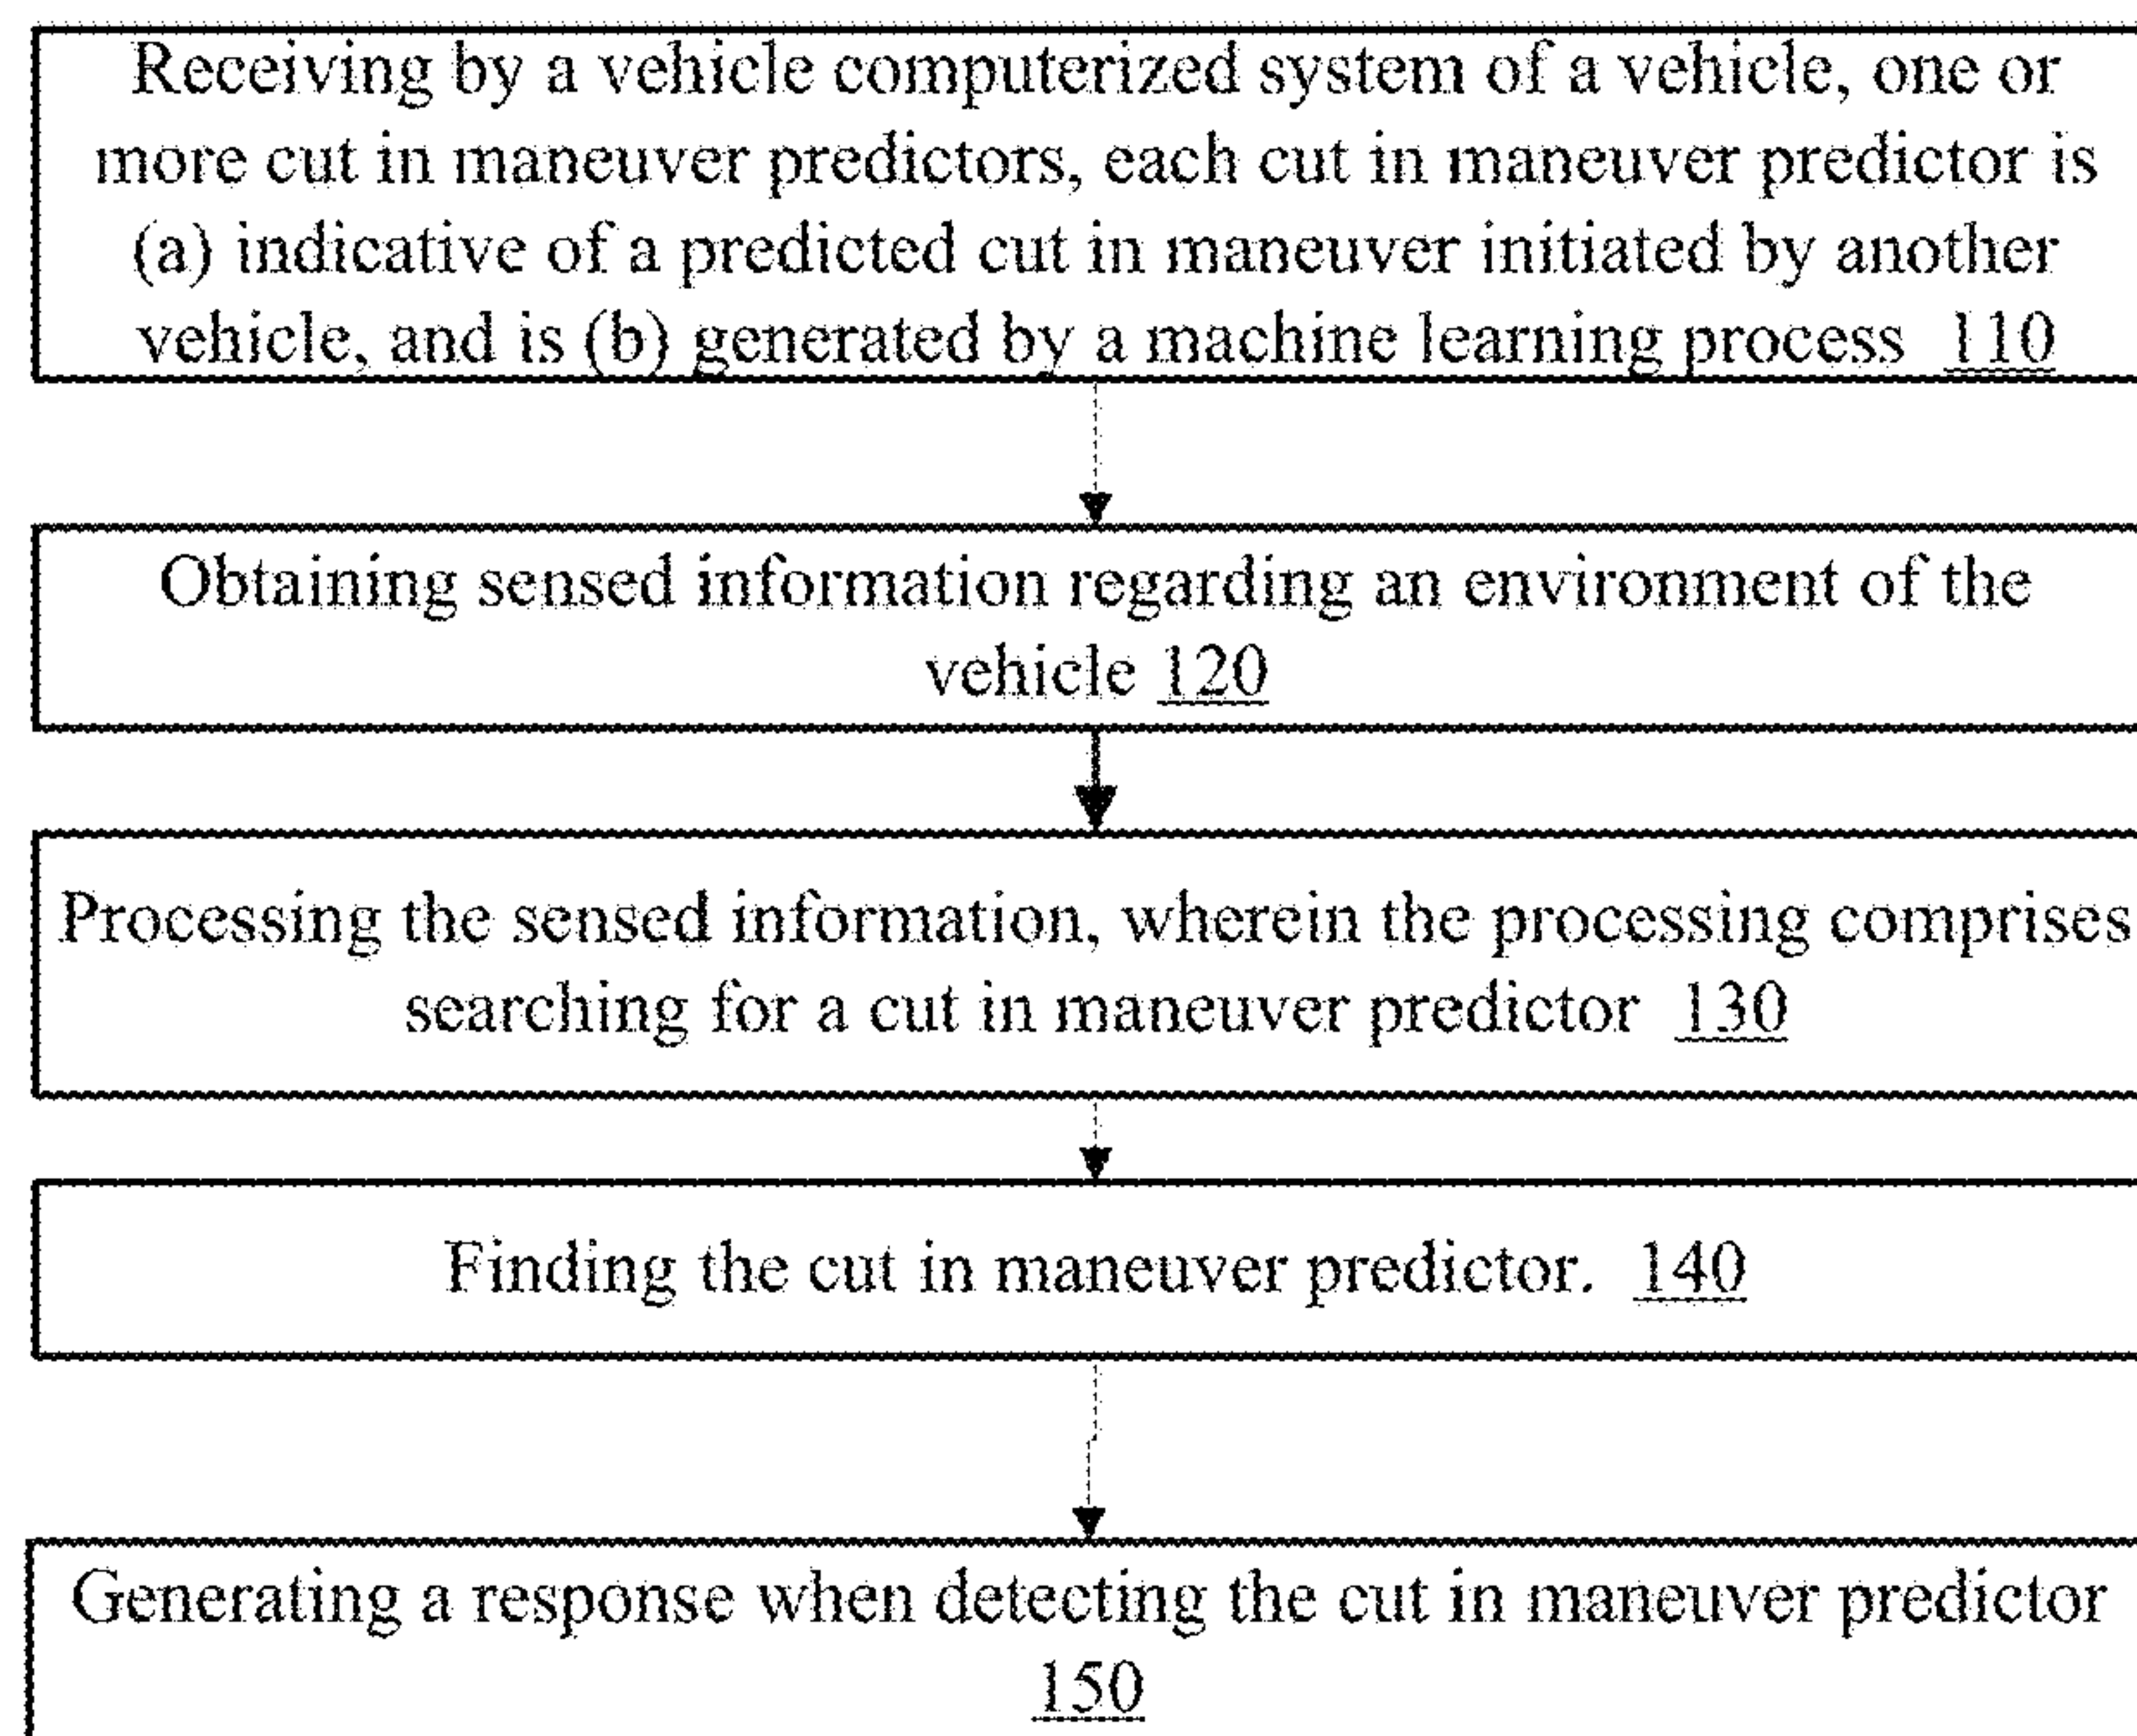 Receiving by a vehicle computerized system of a vehicle, one or
more cut in maneuver predictors, each cut in maneuver predictor is
(a) indicative of a predicted cut in maneuver initiated by another
vehicle, and is (b) generated by a machine learning process 110
Obtaining sensed information regarding an environment of the
vehicle 120
Processing the sensed information, wherein the processing comprises
searching for a cut in maneuver predictor 130
Finding the cut in maneuver predictor. 140
Generating a response when detecting the cut in maneuver predictor
150